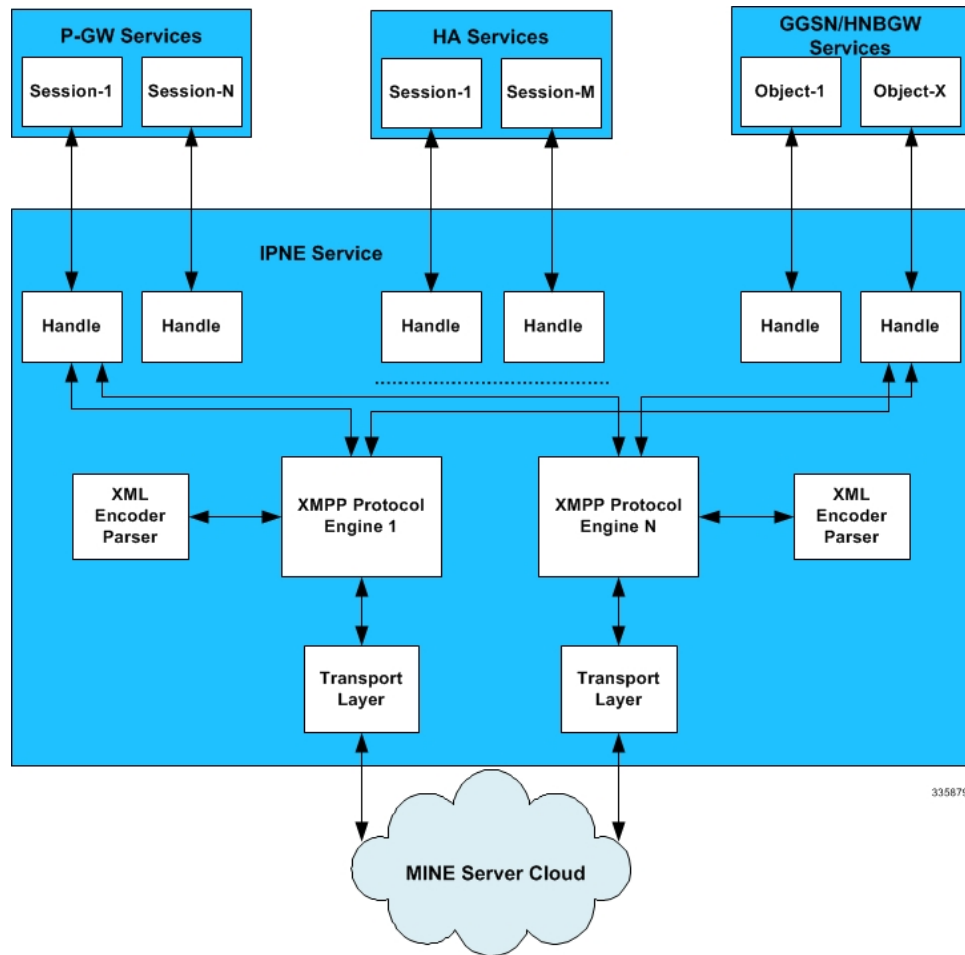 P-GW Services
Session-1
Session-N
HA Services
Session-1
Session-M
GGSN/HNBGW
Services
Object-1
Object-X
IPNE Service
Handle
Handle
Handle
Handle
Handle
Handle
XML
Encoder
Parser
XMPP Protocol
Engine 1
XMPP Protocol
Engine N
XML
Encoder
Parser
Transport
Layer
Transport
Layer
335879
MINE Server Cloud